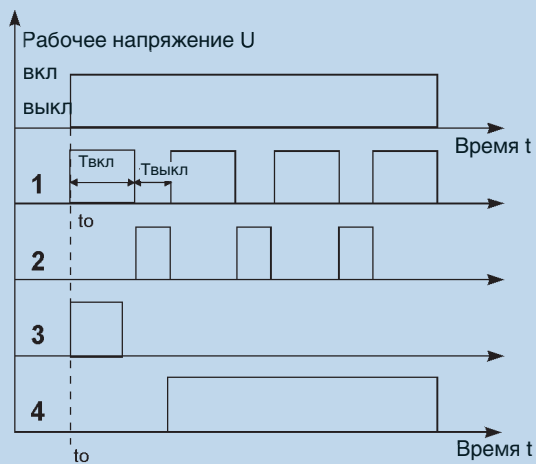 Рабочее напряжение U
вкл
выкл
Время t
Tвкл
Tвыкл
1
to
2
3
4
Время t
to